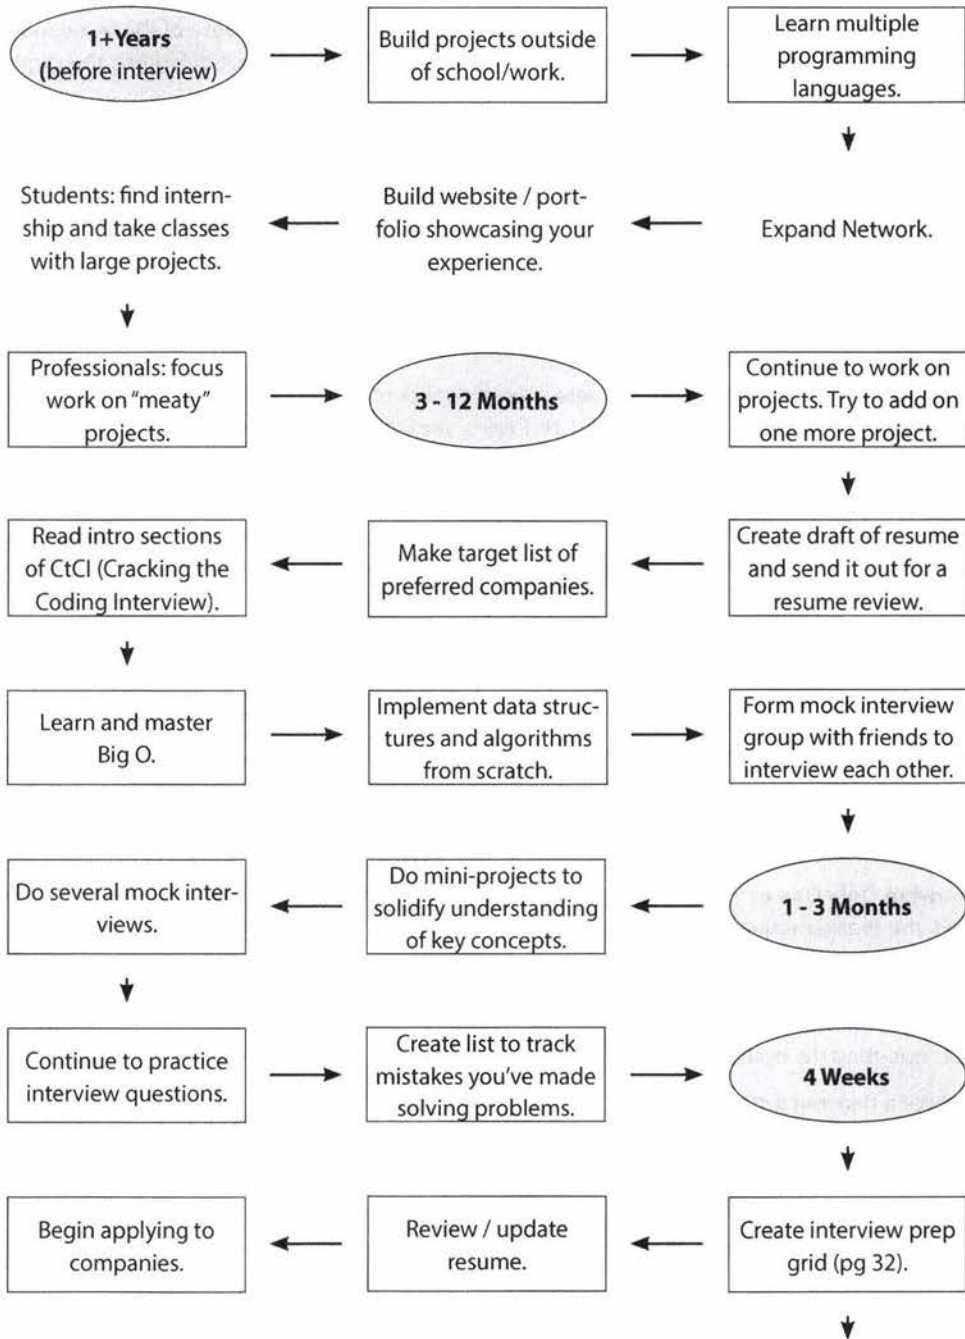 1+Years
(before interview)
Build projects outside
of school/work.
Learn multiple
programming
languages.
Students: find intern-
ship and take classes
with large projects.
Build website / port-
folio showcasing your
experience.
Expand Network.
Professionals: focus
work on “meaty”
projects.
3 - 12 Months
Continue to work on
projects. Try to add on
one more project.
Read intro sections
of CtCI (Cracking the
Coding Interview).
Make target list of
preferred companies.
Create draft of resume
and send it out for a
resume review.
Learn and master
Big O.
Implement data struc-
tures and algorithms
from scratch.
Form mock interview
group with friends to
interview each other.
Do several mock inter-
views.
Do mini-projects to
solidify understanding
of key concepts.
1 - 3 Months
Continue to practice
interview questions.
Create list to track
mistakes you’ve made
solving problems.
4 Weeks
Begin applying to
companies.
Review / update
resume.
Create interview prep
grid (pg 32).